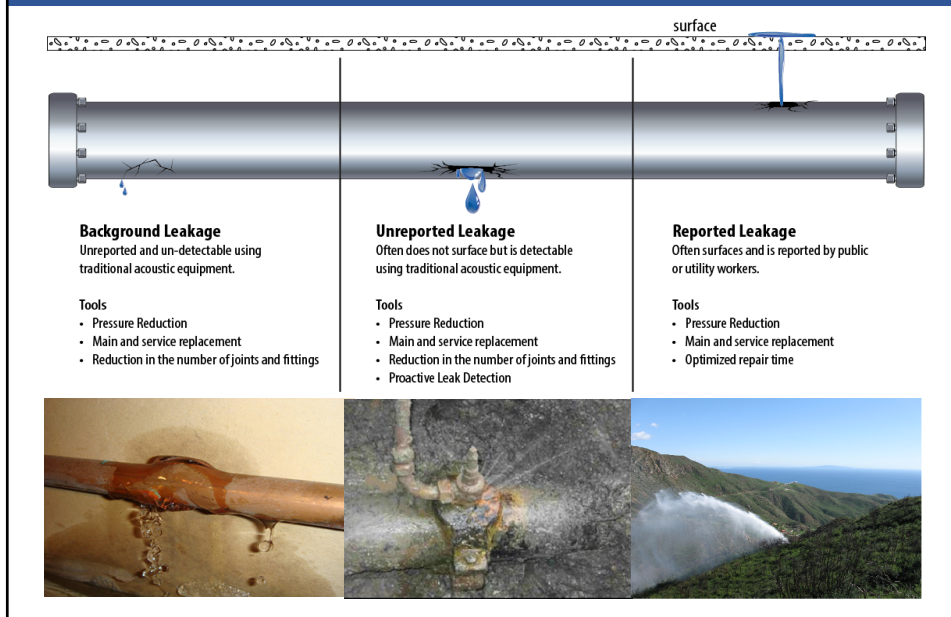 surface
Background Leakage
Unreported and un-detectable using
traditional acoustic equipment.
Tools
• Pressure Reduction
• Main and service replacement
• Reduction in the number of joints and fittings
Unreported Leakage
Often does not surface but is detectable
using traditional acoustic equipment.
Tools
• Pressure Reduction
• Main and service replacement
• Reduction in the number of joints and fittings
• Proactive Leak Detection
Reported Leakage
Often surfaces and is reported by public
or utility workers.
Tools
• Pressure Reduction
• Main and service replacement
• Optimized repair time